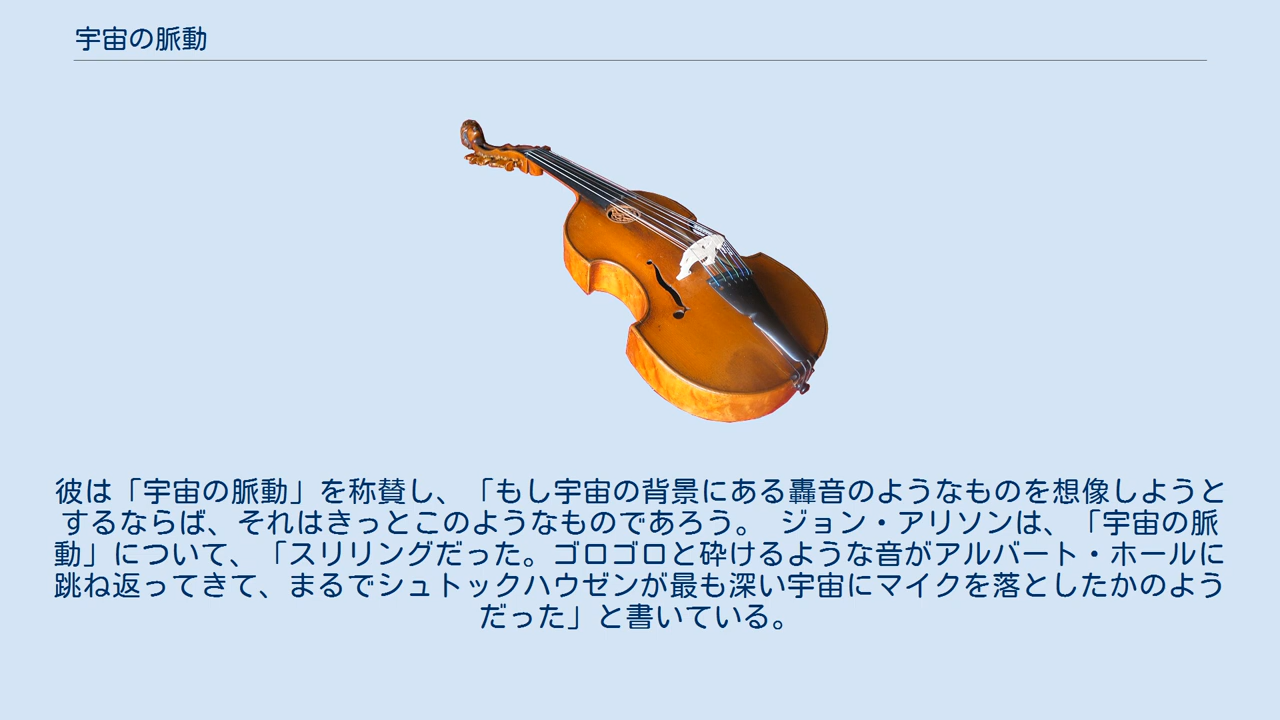 宇宙の脈動
彼は「宇宙の脈動」を称賛し、「もし宇宙の背景にある轟音のようなものを想像しようと
するならば、それはきっとこのようなものであろう。 ジョン・アリソンは、「宇宙の脈
動」について、「スリリングだった。ゴロゴロと砕けるような音がアルバート・ホールに
跳ね返ってきて、まるでシュトックハウゼンが最も深い宇宙にマイクを落としたかのよう
だった」と書いている。